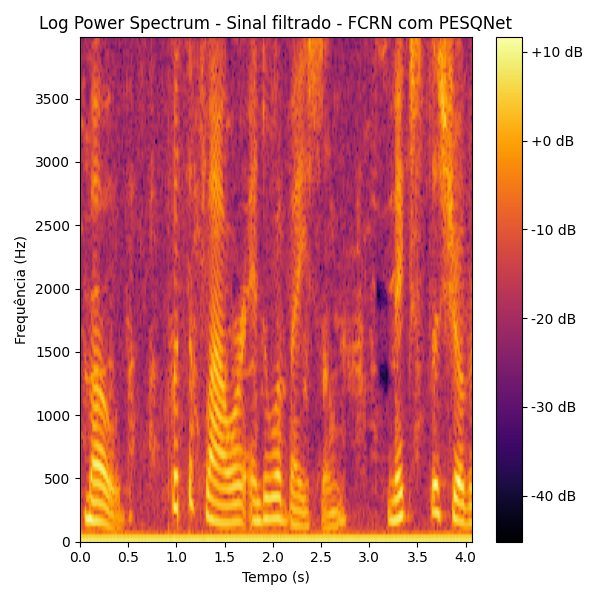 Log Power Spectrum - Sinal filtrado - FCRN com PESQNet
Frequência (Hz)
3500
3000
2500
2000
1500
1000
500
0
0.0 0.5 1.0 1.5 2.0 2.5 3.0 3.5 4.0
Tempo (s)
+10 dB
+0 dB
-10 dB
-20 dB
-30 dB
-40 dB